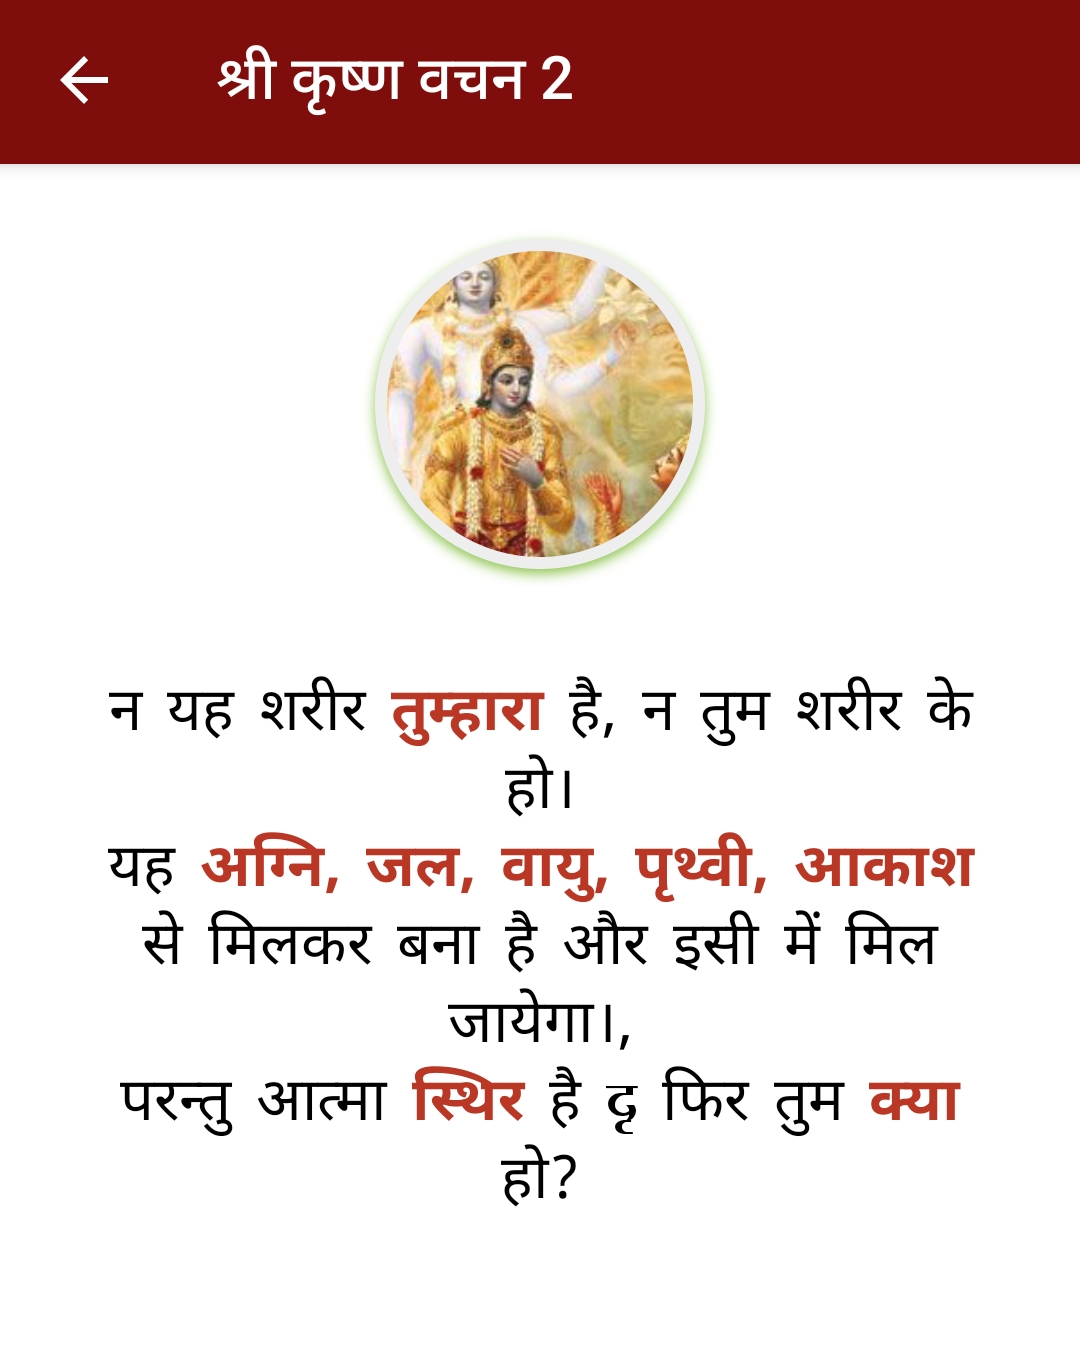 श्री कृष्ण वचन 2
न यह शरीर तुम्हारा है, न तुम शरीर के
हो।
यह अग्नि, जल, वायु, पृथ्वी, आकाश
से मिलकर बना है और इसी में मिल
जायेगा।,
परन्तु आत्मा स्थिर है दृ फिर तुम क्या
हो?